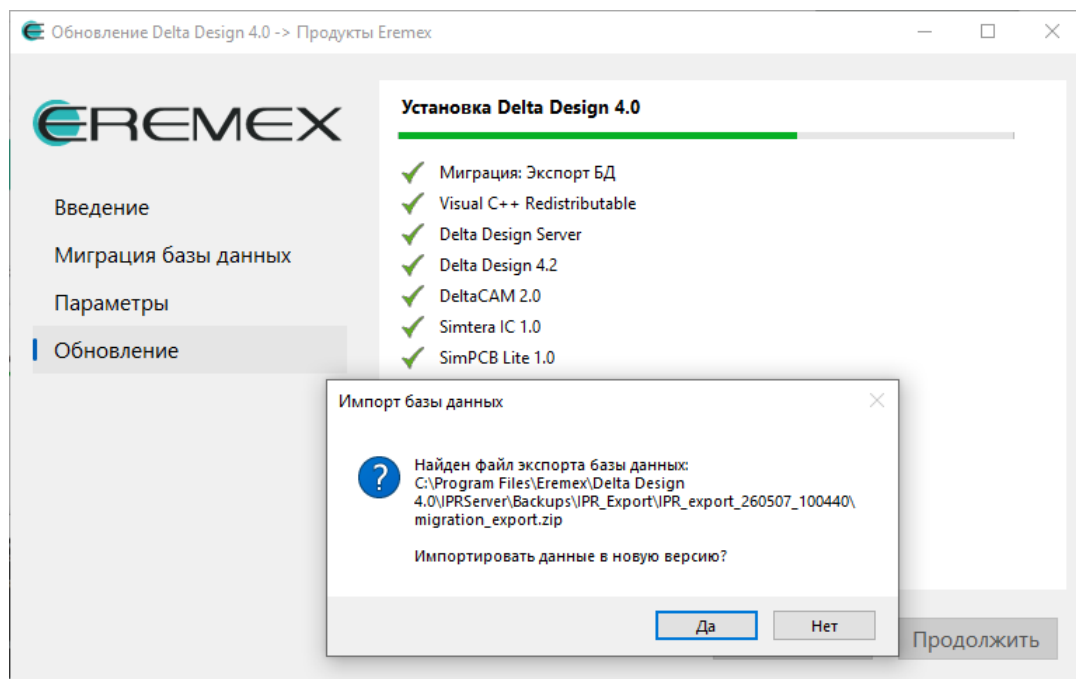 Обновление Delta Design 4.0 -> Продукты Eremex
EREMEX
Введение
Миграция базы данных
Параметры
Обновление
Установка Delta Design 4.0
Миграция: Экспорт БД
Visual C++ Redistributable
Delta Design Server
Delta Design 4.2
DeltaCAM 2.0
Simtera IC 1.0
SimPCB Lite 1.0
Импорт базы данных
Найден файл экспорта базы данных:
C:\Program Files\Eremex\Delta Design
4.0\IPRServer\Backups\IPR_Export\IPR_export_260507_100440\
migration_export.zip
Импортировать данные в новую версию?
Да
Нет
Продолжить